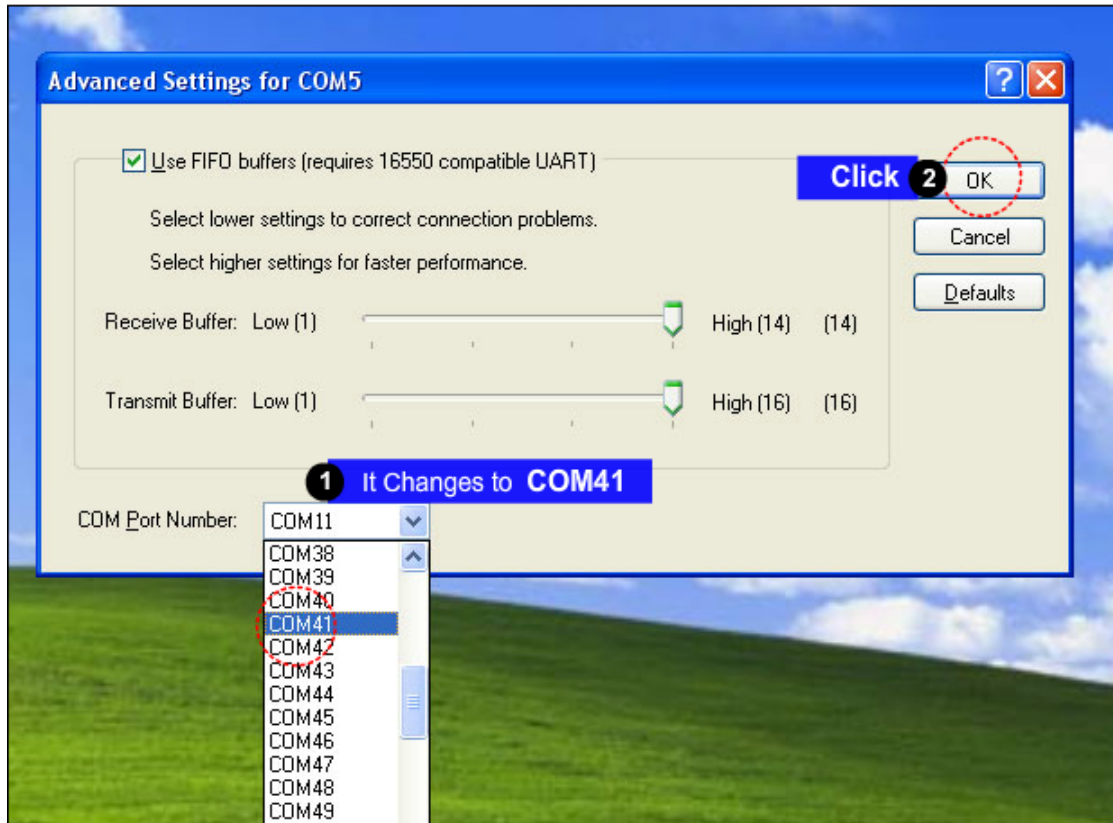 Advanced Settings for COM5
Use FIFO buffers (requires 16550 compatible UART)
Click 2 OK
Select lower settings to correct connection problems.
Cancel
Select higher settings for faster performance.
Defaults
Receive Buffer: Low (1) High (14) (14)
Transmit Buffer: Low (1) High (16) (16)
1 It Changes to COM41
COM Port Number: COM11
COM38
COM39
COM40
COM41
COM42
COM43
COM44
COM45
COM46
COM47
COM48
COM49